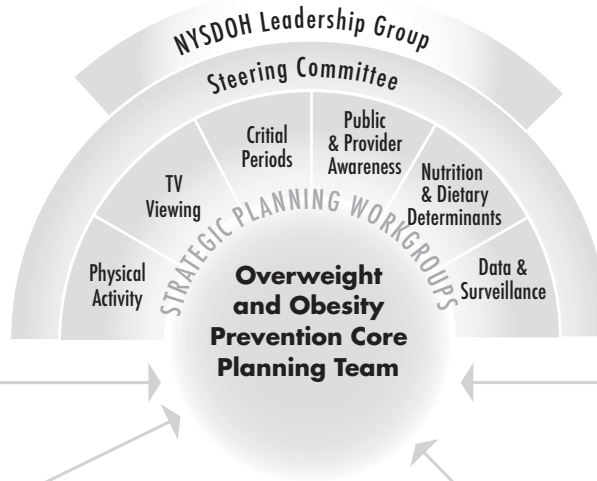 NYSDOH Leadership Group
Steering Committee
Physical
Activity
TV
Viewing
Critial
Periods
Public
& Provider
Awareness
Nutrition
& Dietary
Determinants
Data &
Surveillance
STRATEGIC PLANNING WORKGROUPS
Overweight
and Obesity
Prevention Core
Planning Team